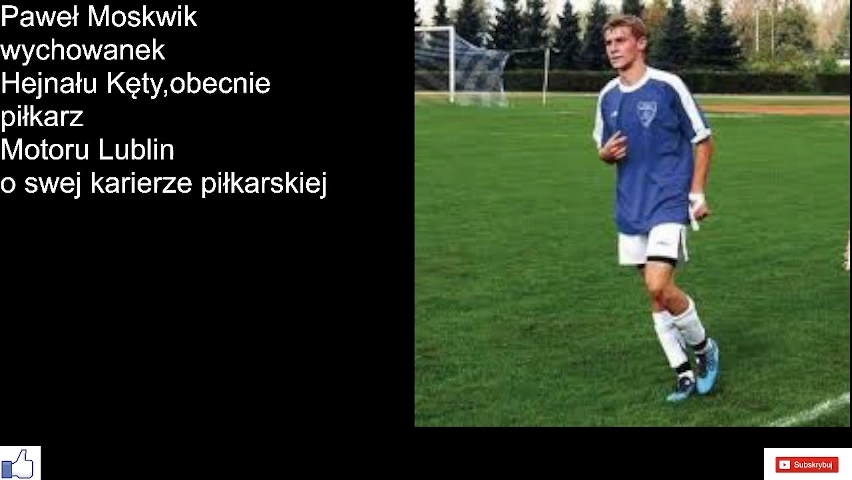 Paweł Moskwik
wychowanek
Hejnału Kęty,obecnie
piłkarz
Motoru Lublin
o swej karierze piłkarskiej
Subskrybuj